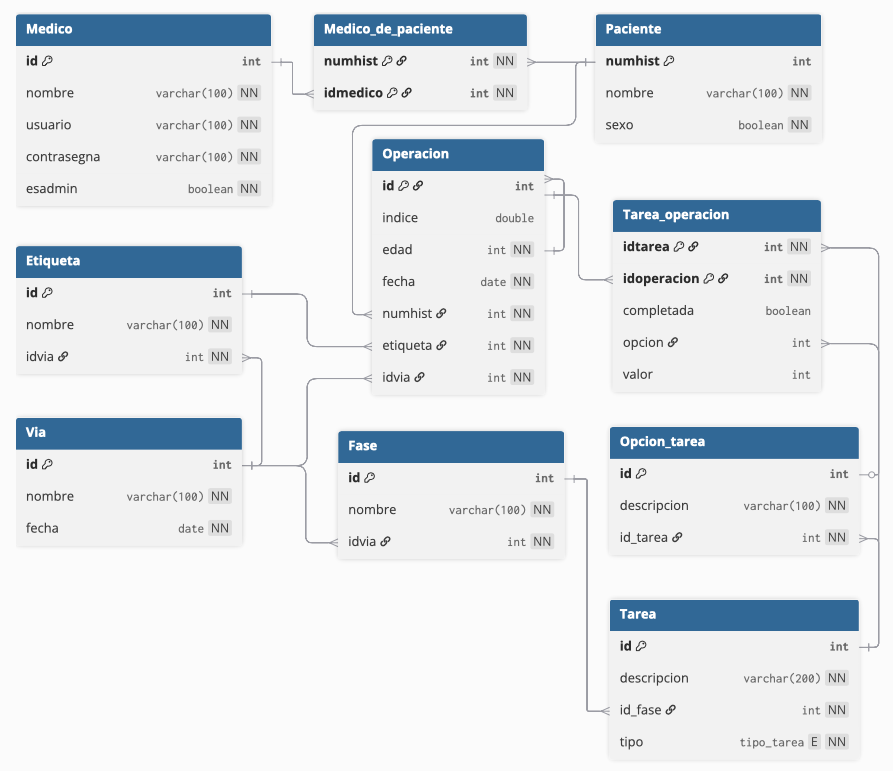 Medico
id int
nombre varchar(100) NN
usuario varchar(100) NN
contrasegna varchar(100) NN
esadmin boolean NN
Medico_de_paciente
numhist int NN
idmedico int NN
Paciente
numhist int
nombre varchar(100) NN
sexo boolean NN
Operacion
id int
indice double
edad int NN
fecha date NN
numhist int NN
etiqueta int NN
idvia int NN
Tarea_operacion
idtarea int NN
idoperacion int NN
completada boolean
opcion int
valor int
Etiqueta
id int
nombre varchar(100) NN
idvia int NN
Via
id int
nombre varchar(100) NN
fecha date NN
Fase
id int
nombre varchar(100) NN
idvia int NN
Opcion_tarea
id int
descripcion varchar(100) NN
id_tarea int NN
Tarea
id int
descripcion varchar(200) NN
id_fase int NN
tipo tipo_tarea E NN